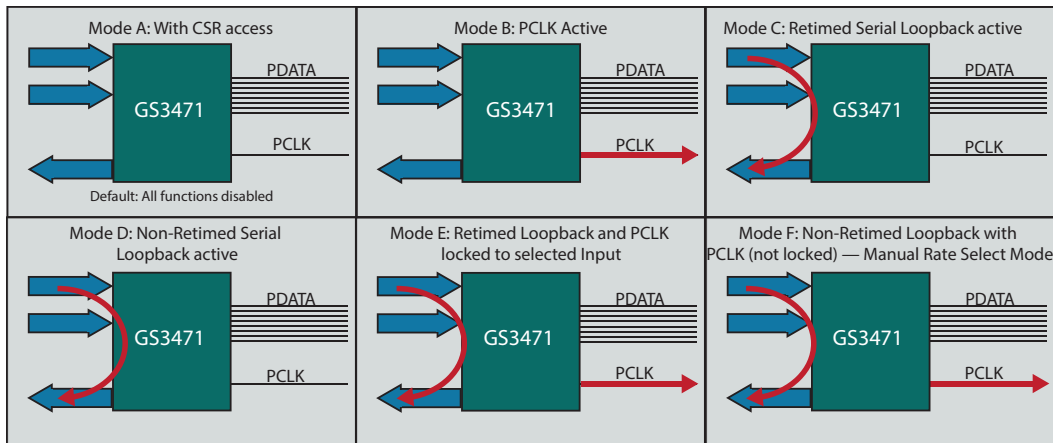 Mode A: With CSR access
PDATA
GS3471
PCLK
Default: All functions disabled
Mode B: PCLK Active
PDATA
GS3471
PCLK
Mode C: Retimed Serial Loopback active
PDATA
GS3471
PCLK
Mode D: Non-Retimed Serial
Loopback active
PDATA
GS3471
PCLK
Mode E: Retimed Loopback and PCLK
locked to selected Input
PDATA
GS3471
PCLK
Mode F: Non-Retimed Loopback with
PCLK (not locked) — Manual Rate Select Mode
PDATA
GS3471
PCLK